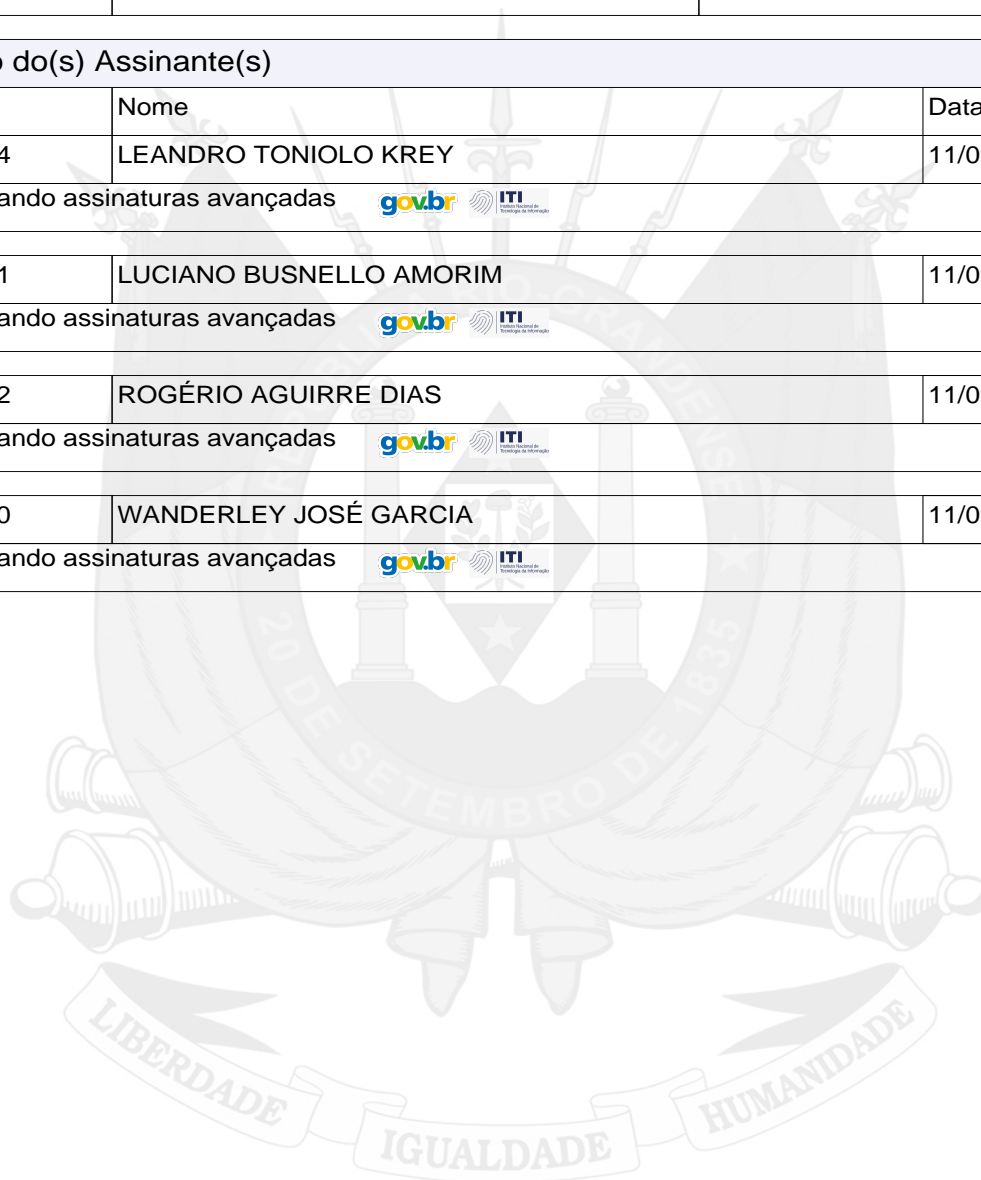 o do(s) Assinante(s)
Nome Data
4 LEANDRO TONIOLO KREY 11/0
ando assinaturas avançadas gov.br ITI
1 LUCIANO BUSNELLO AMORIM 11/0
ando assinaturas avançadas gov.br ITI
2 ROGÉRIO AGUIRRE DIAS 11/0
ando assinaturas avançadas gov.br ITI
0 WANDERLEY JOSÉ GARCIA 11/0
ando assinaturas avançadas gov.br ITI
REPÚBLICA RIO-GRANDENSE
20 DE SETEMBRO DE 1835
LIBERDADE IGUALDADE HUMANIDADE